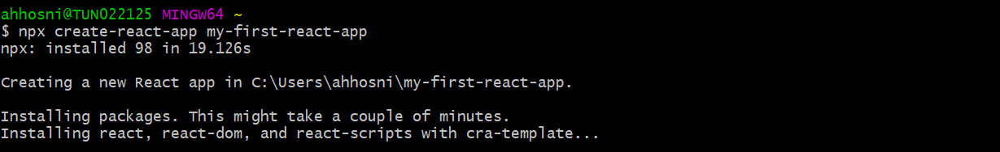 ahhosni@TUN022125 MINGW64 ~
$ npx create-react-app my-first-react-app
npx: installed 98 in 19.126s
Creating a new React app in C:\Users\ahhosni\my-first-react-app.
Installing packages. This might take a couple of minutes.
Installing react, react-dom, and react-scripts with cra-template...